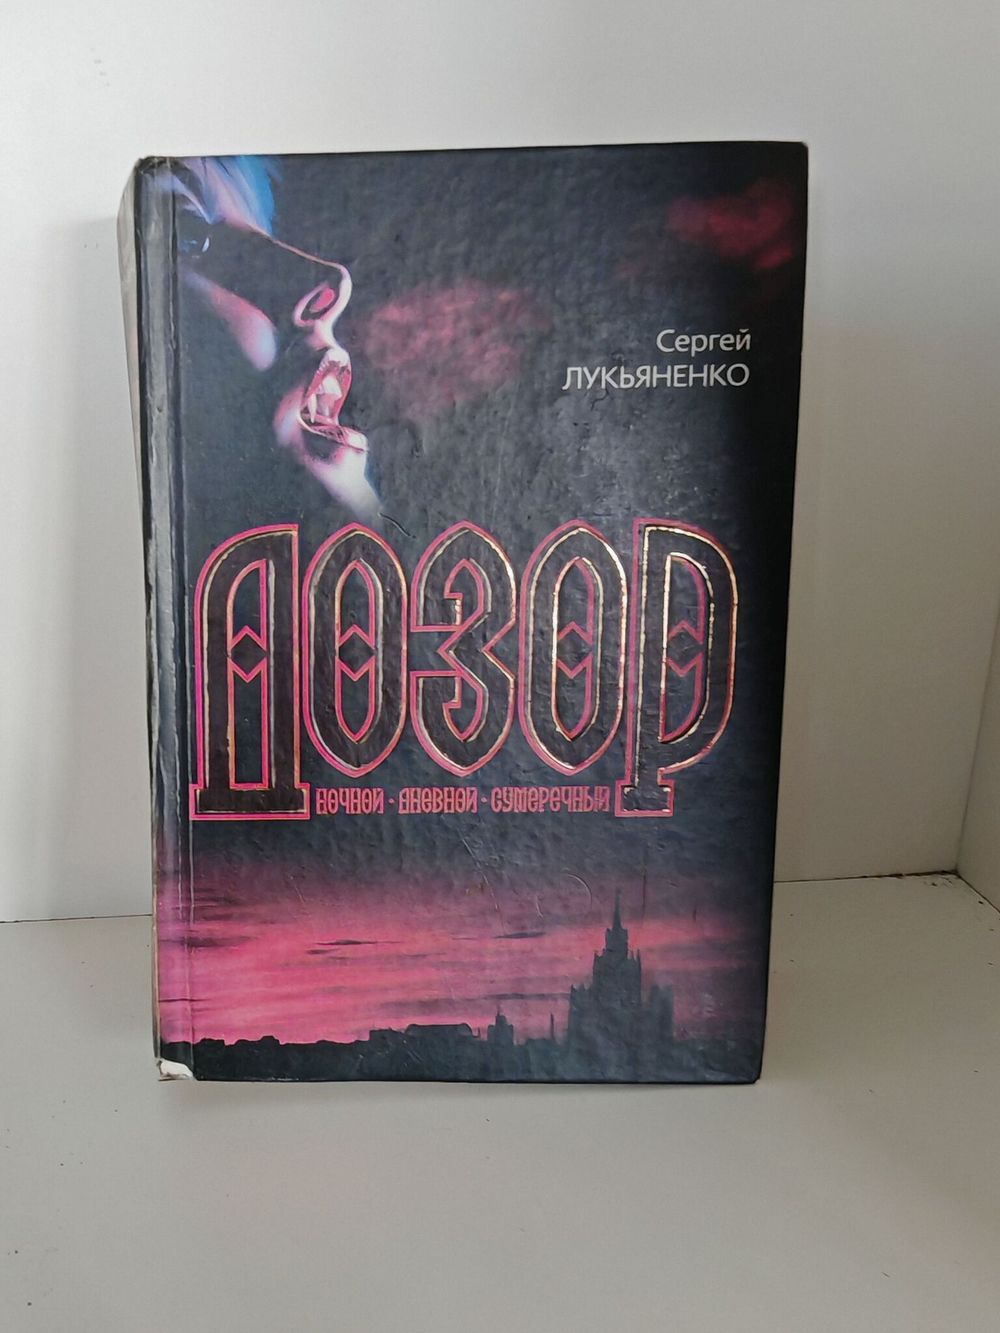 Сергей
ЛУКЬЯНЕНКО
ДОЗОР
НОЧНОЙ · ДНЕВНОЙ · СУМЕРЕЧНЫЙ